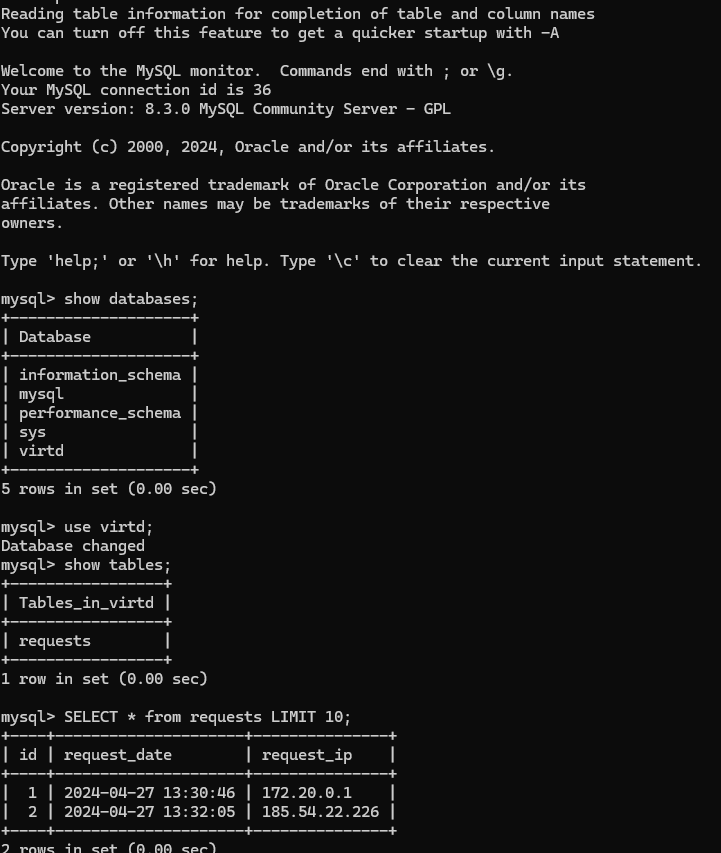 Reading table information for completion of table and column names
You can turn off this feature to get a quicker startup with -A
Welcome to the MySQL monitor.  Commands end with ; or \g.
Your MySQL connection id is 36
Server version: 8.3.0 MySQL Community Server - GPL
Copyright (c) 2000, 2024, Oracle and/or its affiliates.
Oracle is a registered trademark of Oracle Corporation and/or its
affiliates. Other names may be trademarks of their respective
owners.
Type 'help;' or '\h' for help. Type '\c' to clear the current input statement.
mysql> show databases;
+--------------------+
| Database           |
+--------------------+
| information_schema |
| mysql              |
| performance_schema |
| sys                |
| virtd              |
+--------------------+
5 rows in set (0.00 sec)
mysql> use virtd;
Database changed
mysql> show tables;
+-----------------+
| Tables_in_virtd |
+-----------------+
| requests        |
+-----------------+
1 row in set (0.00 sec)
mysql> SELECT * from requests LIMIT 10;
+----+---------------------+---------------+
| id | request_date        | request_ip    |
+----+---------------------+---------------+
|  1 | 2024-04-27 13:30:46 | 172.20.0.1    |
|  2 | 2024-04-27 13:32:05 | 185.54.22.226 |
+----+---------------------+---------------+
2 rows in set (0.00 sec)